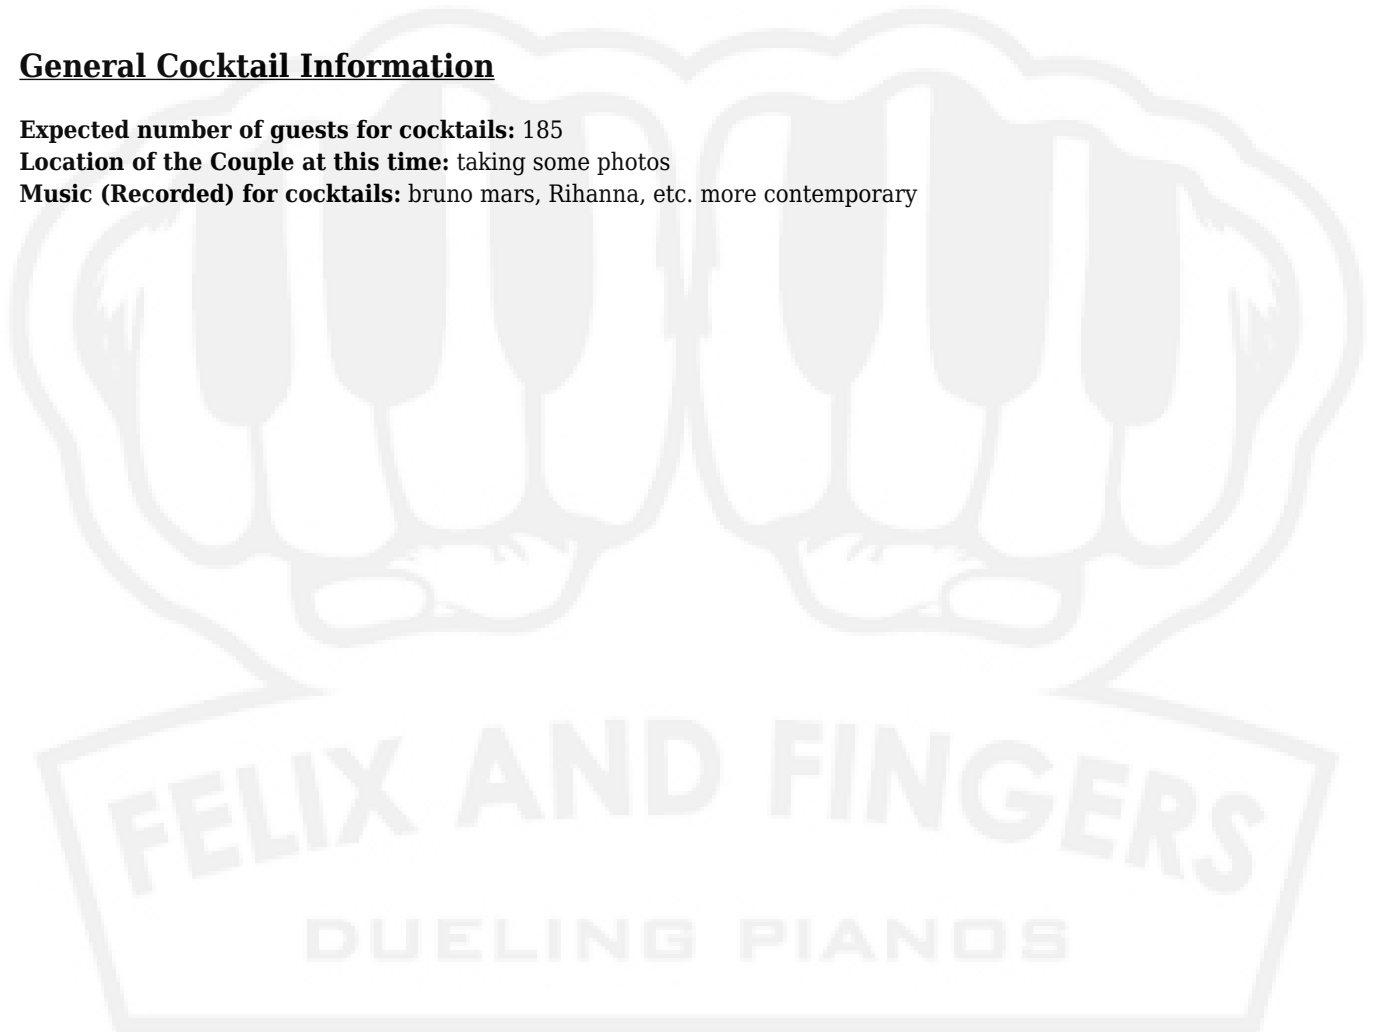 General Cocktail Information
Expected number of guests for cocktails: 185
Location of the Couple at this time: taking some photos
Music (Recorded) for cocktails: bruno mars, Rihanna, etc. more contemporary
FELIX AND FINGERS
DUELING PIANOS